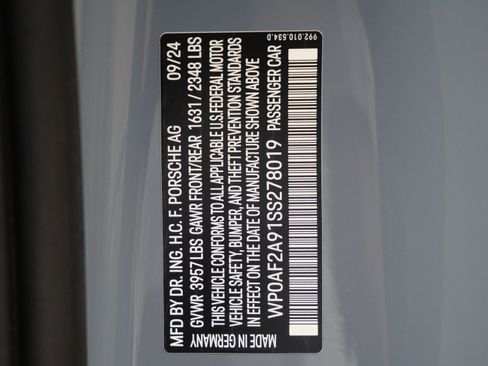 992.010.534.0
MFD BY DR. ING. H.C. F. PORSCHE AG 09/24
GVWR 3957 LBS GAWR FRONT/REAR 1631 / 2348 LBS
THIS VEHICLE CONFORMS TO ALL APPLICABLE U.S.FEDERAL MOTOR
VEHICLE SAFETY, BUMPER, AND THEFT PREVENTION STANDARDS
IN EFFECT ON THE DATE OF MANUFACTURE SHOWN ABOVE
WP0AF2A91SS278019 PASSENGER CAR
MADE IN GERMANY